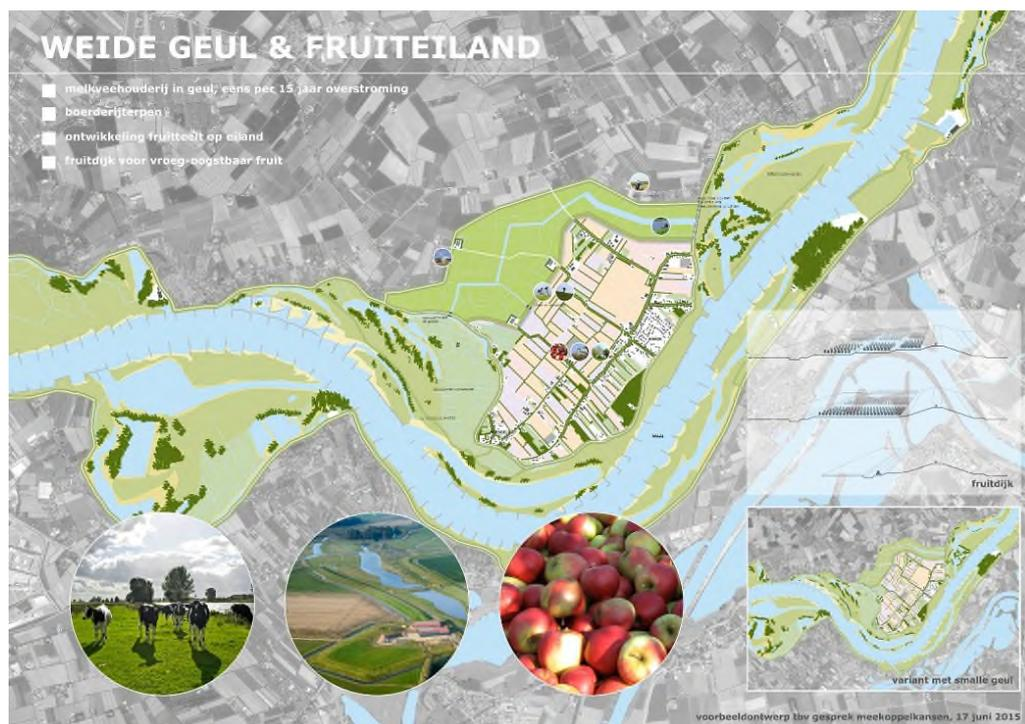 WEIDE GEUL & FRUITEILAND
melkveehouderij in geul, eens per 15 jaar overstroming
boerderijterpen
ontwikkeling fruitteelt op eiland
fruitdijk voor vroeg-oogstbaar fruit
fruitdijk
variant met smalle geul
voorbeeldontwerp tbv gesprek meekoppelkansen, 17 juni 2015